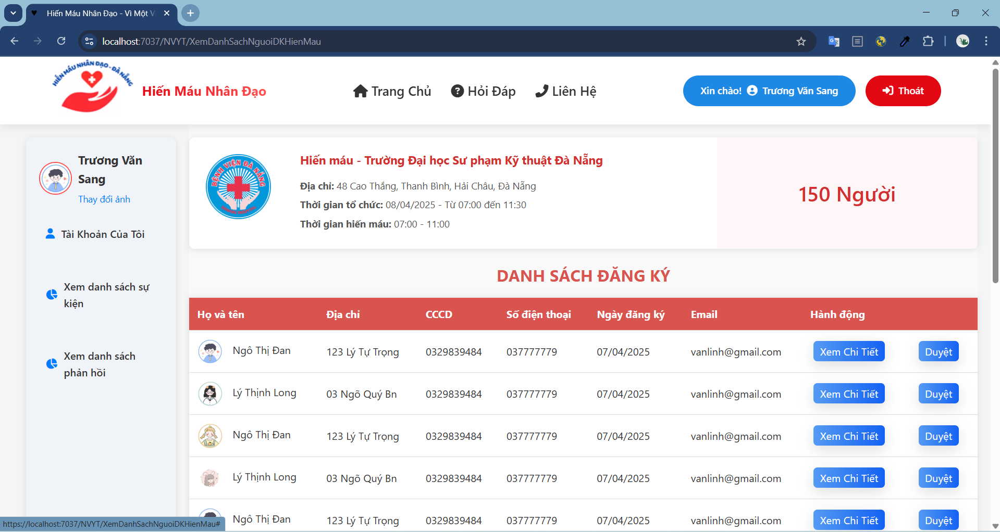 Hiến Máu Nhân Đạo - Vì Một V
localhost:7037/NVYT/XemDanhSachNguoiDKHienMau
HIẾN MÁU NHÂN ĐẠO - ĐÀ NẴNG
Hiến Máu Nhân Đạo
Trang Chủ
Hỏi Đáp
Liên Hệ
Xin chào! Trương Văn Sang
Thoát
Trương Văn
Sang
Thay đổi ảnh
Tài Khoản Của Tôi
Xem danh sách sự
kiện
Xem danh sách
phản hồi
BỆNH VIỆN ĐÀ NẴNG
Hiến máu - Trường Đại học Sư phạm Kỹ thuật Đà Nẵng
Địa chỉ: 48 Cao Thắng, Thanh Bình, Hải Châu, Đà Nẵng
Thời gian tổ chức: 08/04/2025 - Từ 07:00 đến 11:30
Thời gian hiến máu: 07:00 - 11:00
150 Người
DANH SÁCH ĐĂNG KÝ
Họ và tên Địa chỉ CCCD Số điện thoại Ngày đăng ký Email Hành động
Ngô Thị Đan 123 Lý Tự Trọng 0329839484 037777779 07/04/2025 vanlinh@gmail.com Xem Chi Tiết Duyệt
Lý Thịnh Long 03 Ngõ Quý Bn 0329839484 037777779 07/04/2025 vanlinh@gmail.com Xem Chi Tiết Duyệt
Ngô Thị Đan 123 Lý Tự Trọng 0329839484 037777779 07/04/2025 vanlinh@gmail.com Xem Chi Tiết Duyệt
Lý Thịnh Long 03 Ngõ Quý Bn 0329839484 037777779 07/04/2025 vanlinh@gmail.com Xem Chi Tiết Duyệt
Ngô Thị Đan 123 Lý Tự Trọng 0329839484 037777779 07/04/2025 vanlinh@gmail.com Xem Chi Tiết Duyệt
https://localhost:7037/NVYT/XemDanhSachNguoiDKHienMau#